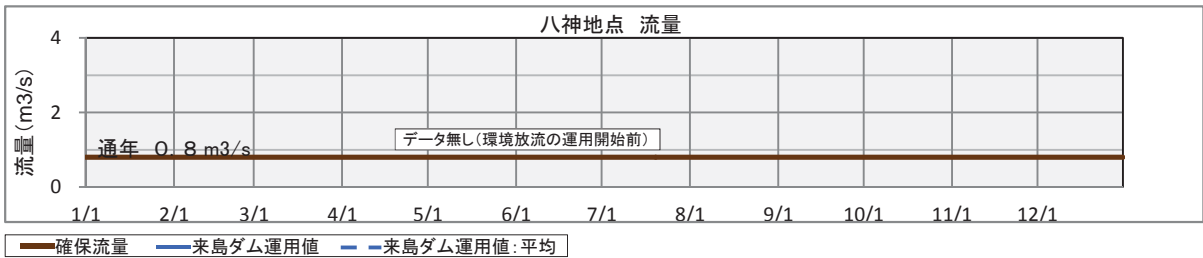 八神地点 流量
流量(m3/s)
4
2
0
通年 0.8 m3/s
データ無し(環境放流の運用開始前)
1/1 2/1 3/1 4/1 5/1 6/1 7/1 8/1 9/1 10/1 11/1 12/1
確保流量 来島ダム運用値 来島ダム運用値:平均